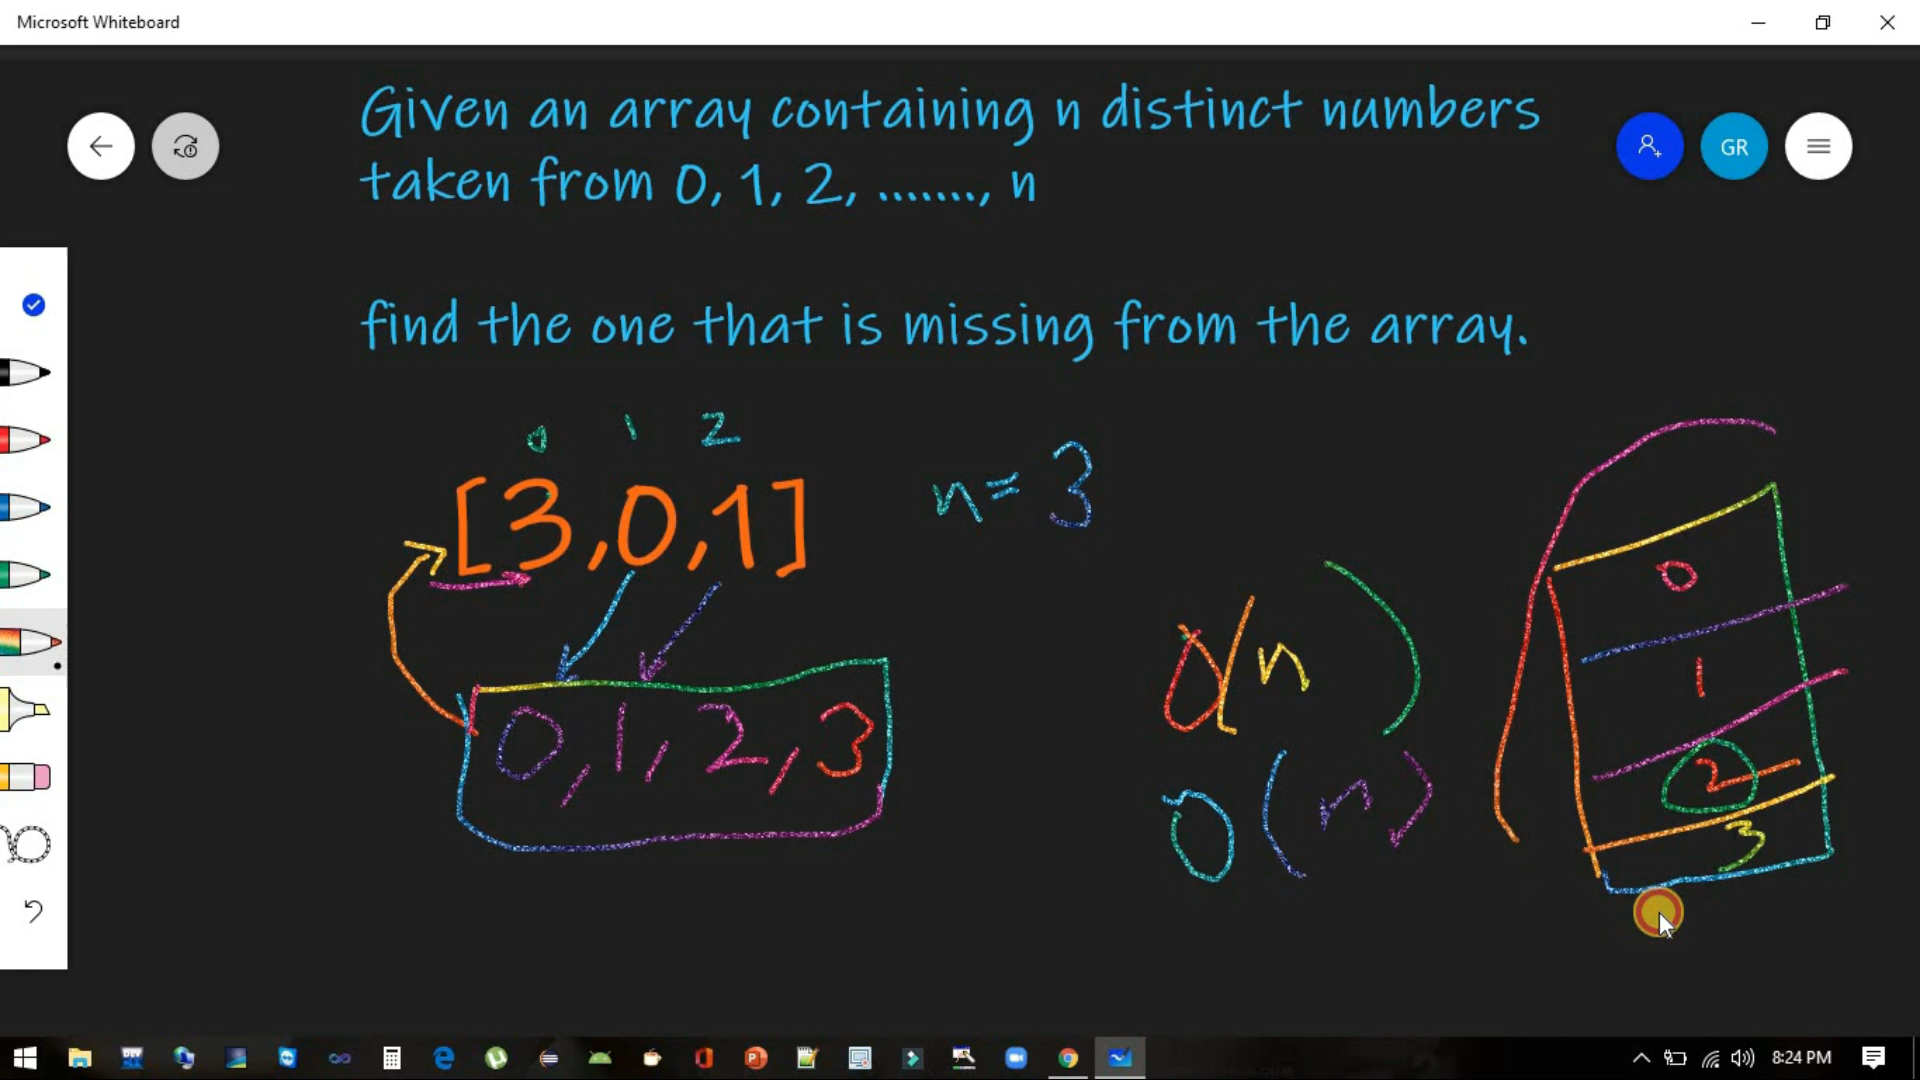 Microsoft Whiteboard
Given an array containing n distinct numbers
taken from 0, 1, 2, ......., n
GR
find the one that is missing from the array.
0 1 2
[3,0,1]
n= 3
0, 1, 2, 3
O(n)
O(n)
0
1
2
3
DEV
8:24 PM